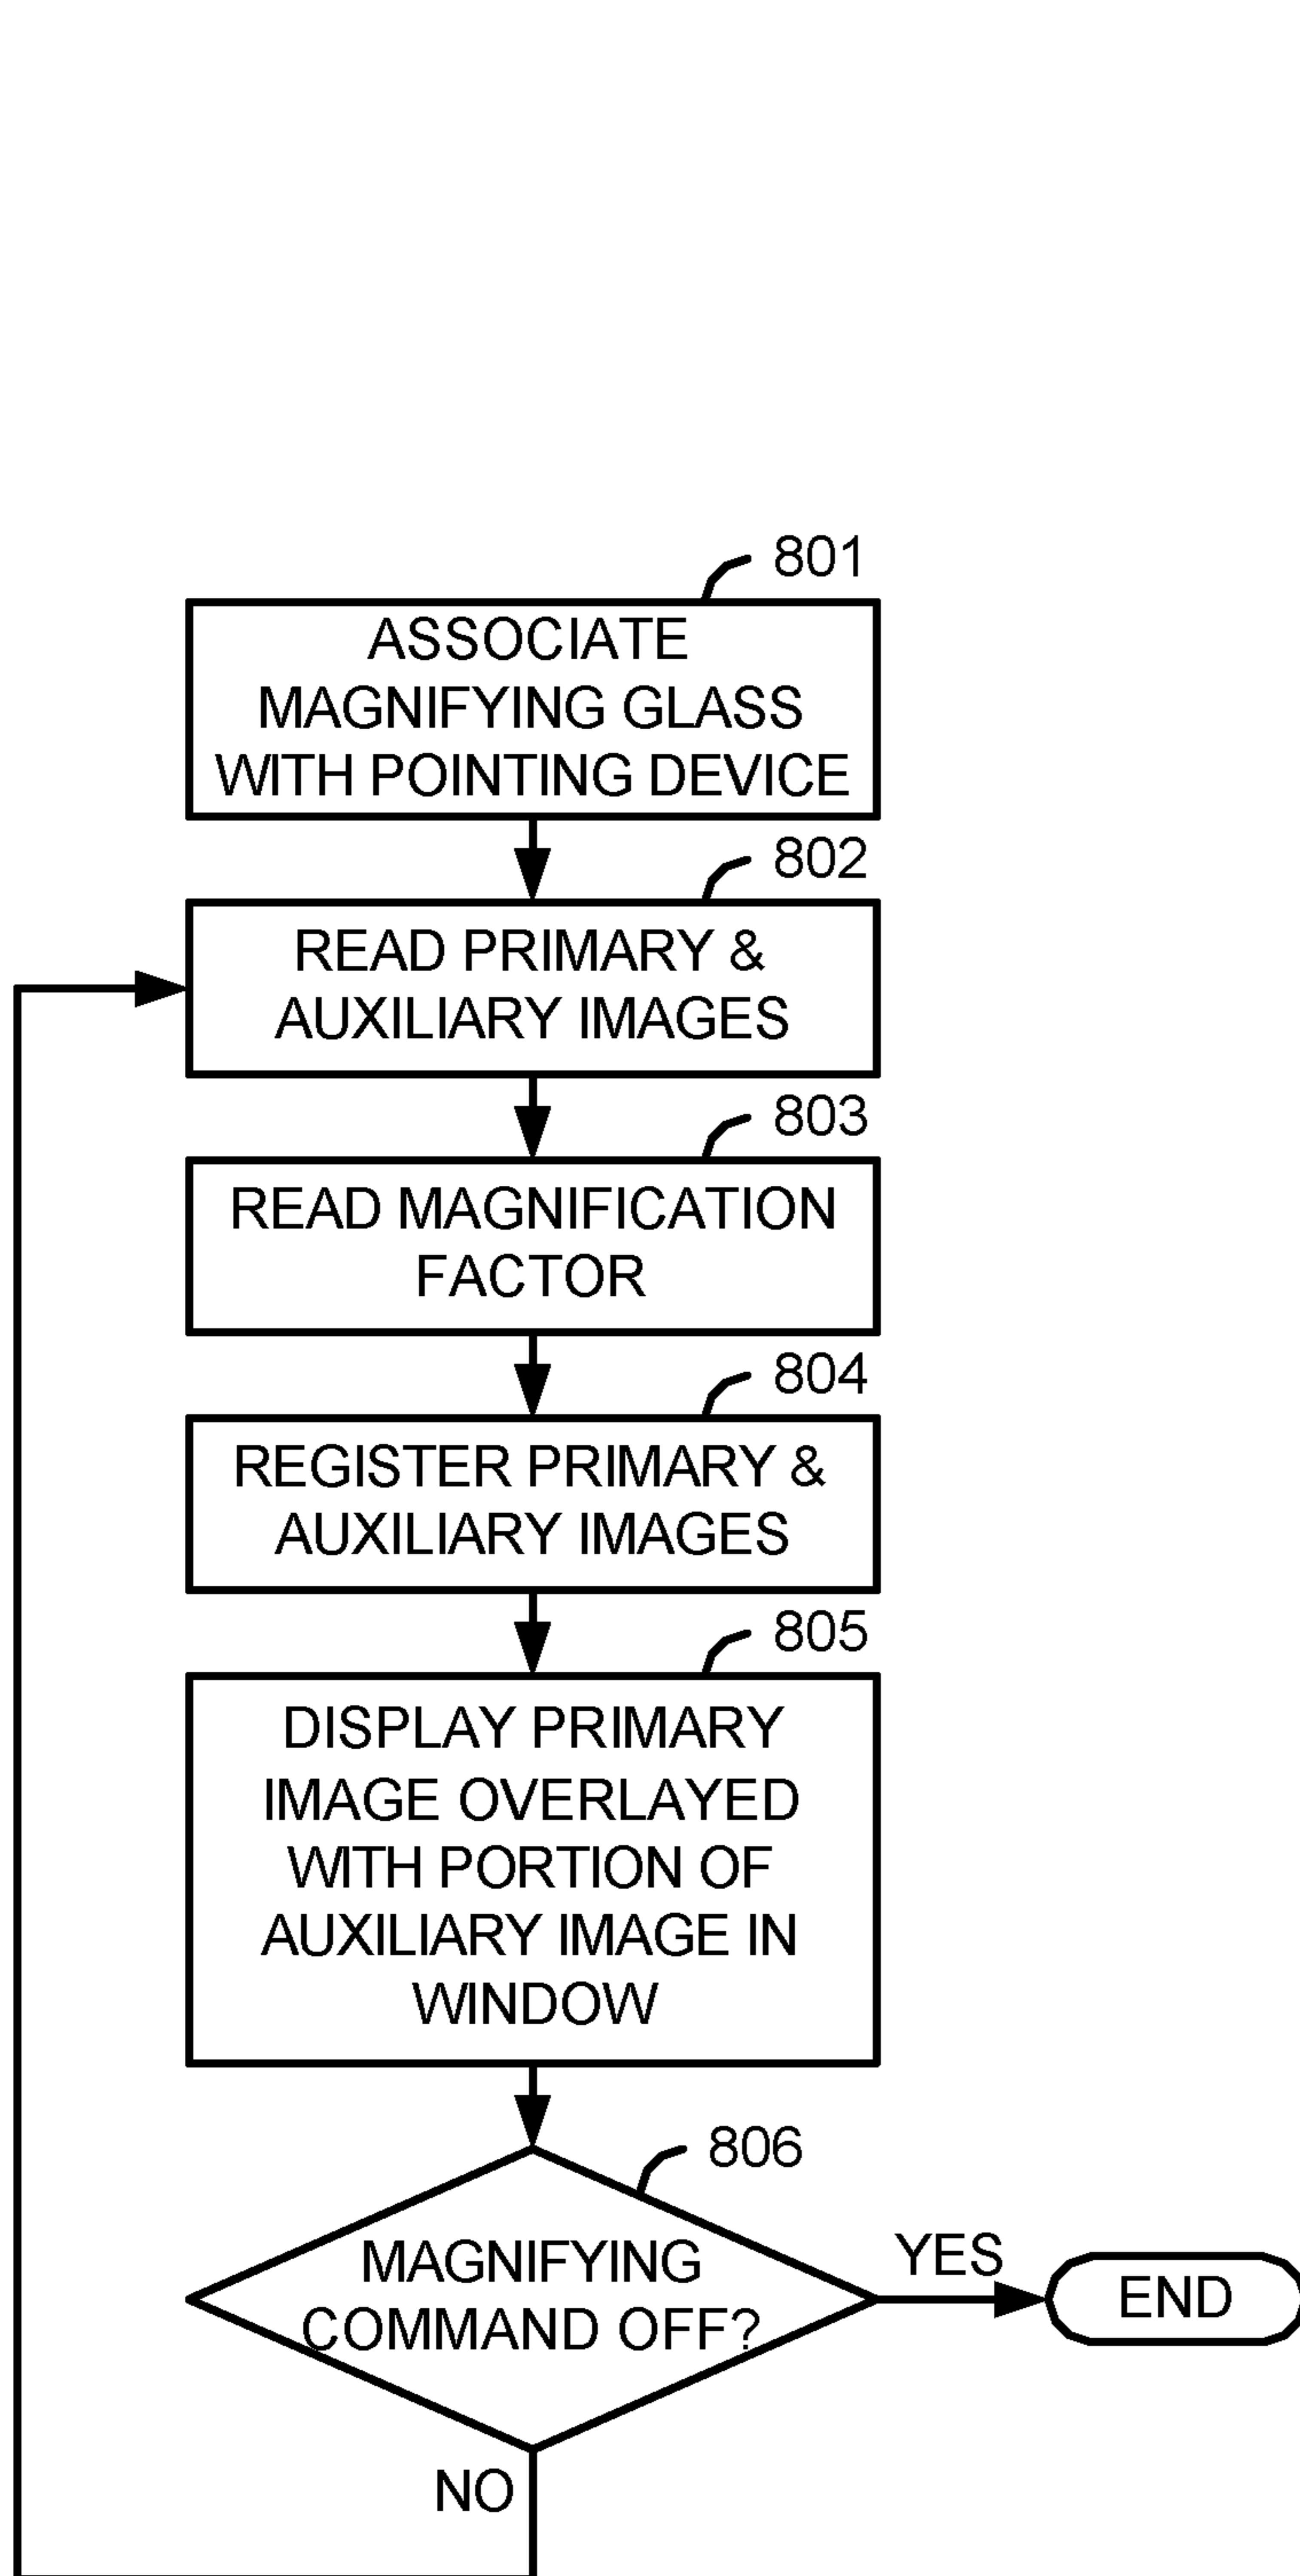 801
ASSOCIATE
MAGNIFYING GLASS
WITH POINTING DEVICE
802
READ PRIMARY &
AUXILIARY IMAGES
803
READ MAGNIFICATION
FACTOR
804
REGISTER PRIMARY &
AUXILIARY IMAGES
805
DISPLAY PRIMARY
IMAGE OVERLAYED
WITH PORTION OF
AUXILIARY IMAGE IN
WINDOW
806
MAGNIFYING
COMMAND OFF?
YES
END
NO